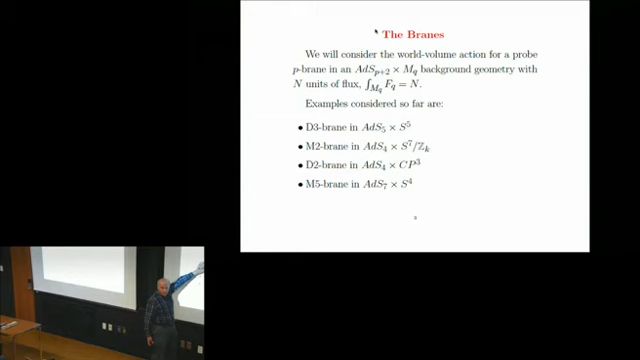 The Branes
We will consider the world-volume action for a probe
p-brane in an AdS_{p+2} × M_q background geometry with
N units of flux, ∫_{M_q} F_q = N.
Examples considered so far are:
• D3-brane in AdS_5 × S^5
• M2-brane in AdS_4 × S^7/ℤ_k
• D2-brane in AdS_4 × CP^3
• M5-brane in AdS_7 × S^4